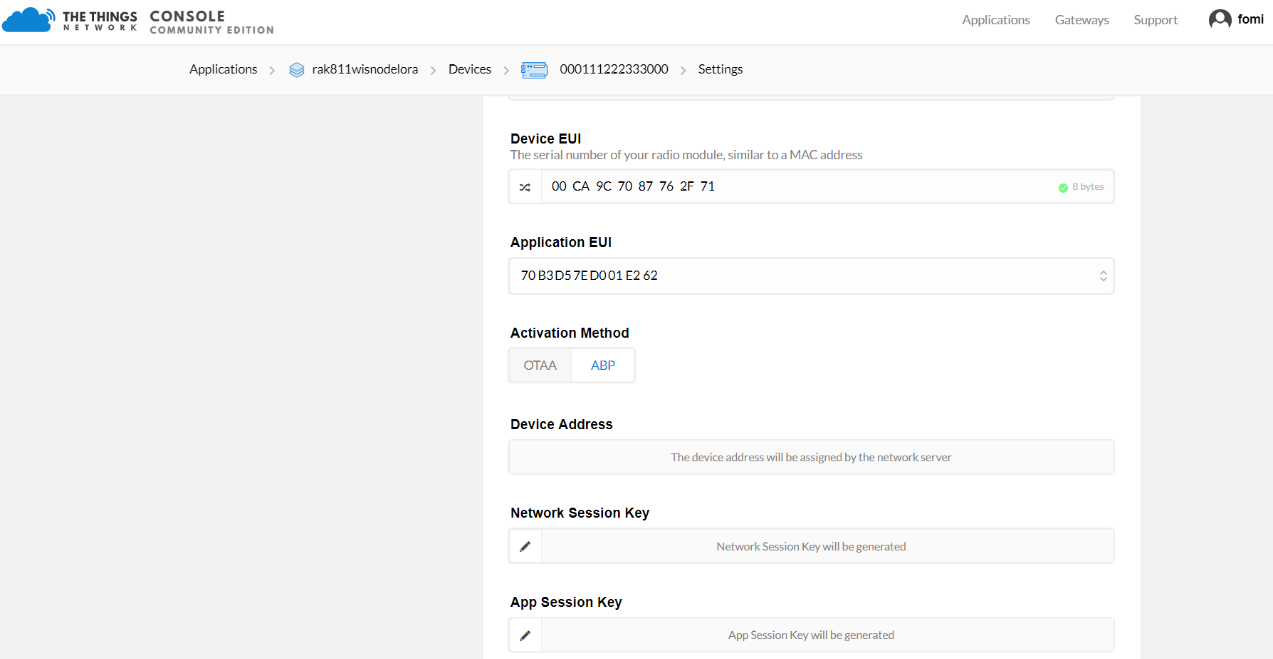 THE THINGS
NETWORK
CONSOLE
COMMUNITY EDITION
Applications Gateways Support fomi
Applications > rak811wisnodelora > Devices > 000111222333000 > Settings
Device EUI
The serial number of your radio module, similar to a MAC address
00 CA 9C 70 87 76 2F 71 8 bytes
Application EUI
70 B3 D5 7E D0 01 E2 62
Activation Method
OTAA ABP
Device Address
The device address will be assigned by the network server
Network Session Key
Network Session Key will be generated
App Session Key
App Session Key will be generated